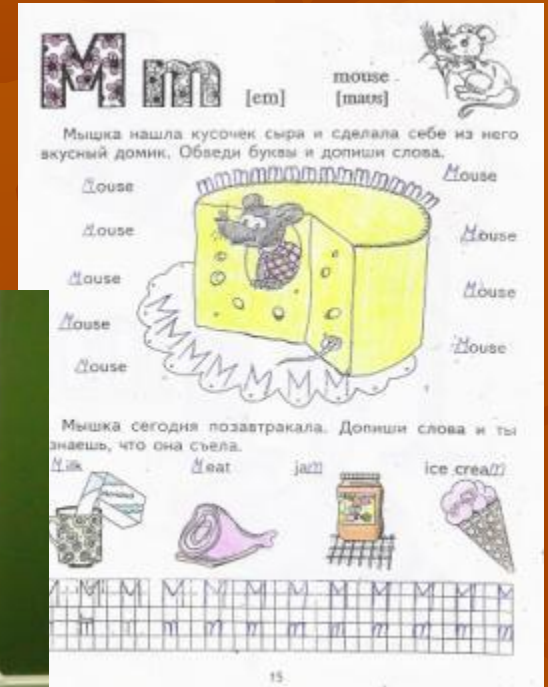 M m
[em]
mouse
[maʊs]
Мышка нашла кусочек сыра и сделала себе из него
вкусный домик. Обведи буквы и допиши слова.
Mouse
Mouse
Mouse
Mouse
Mouse
Mouse
Mouse
Mouse
Mouse
Мышка сегодня позавтракала. Допиши слова и ты
знаешь, что она съела.
Milk Meat jam ice cream
M M M M M M M M M M M
m m m m m m m m m m m
15